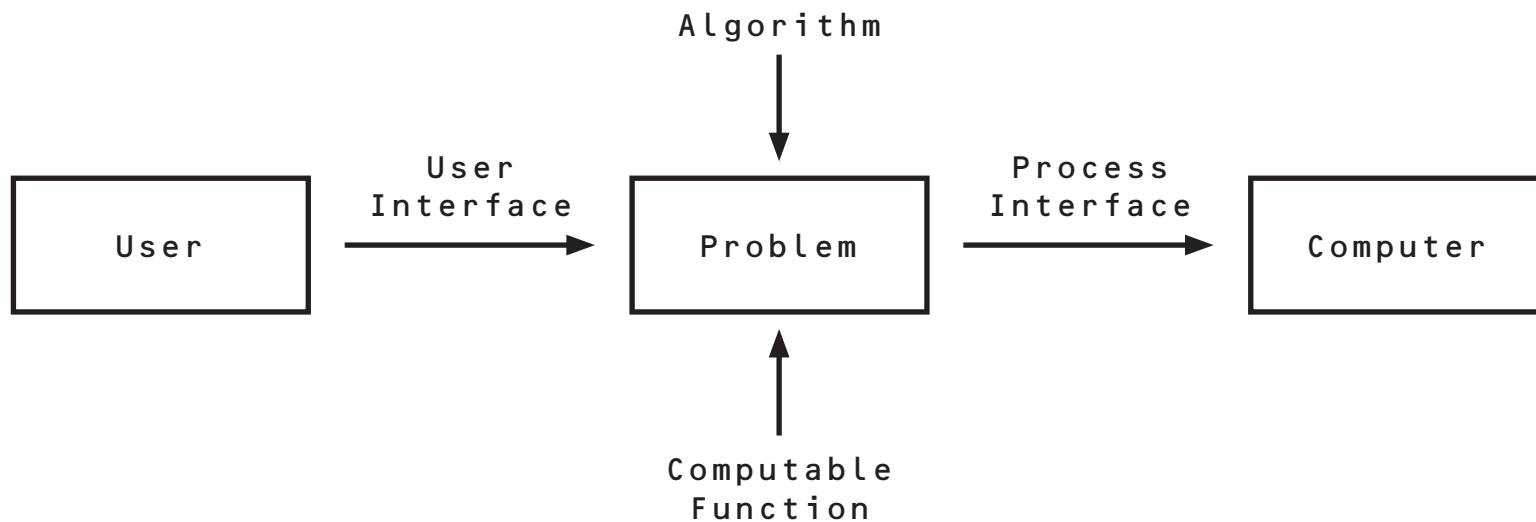 Algorithm
User
Interface
Process
Interface
User
Problem
Computer
Computable
Function